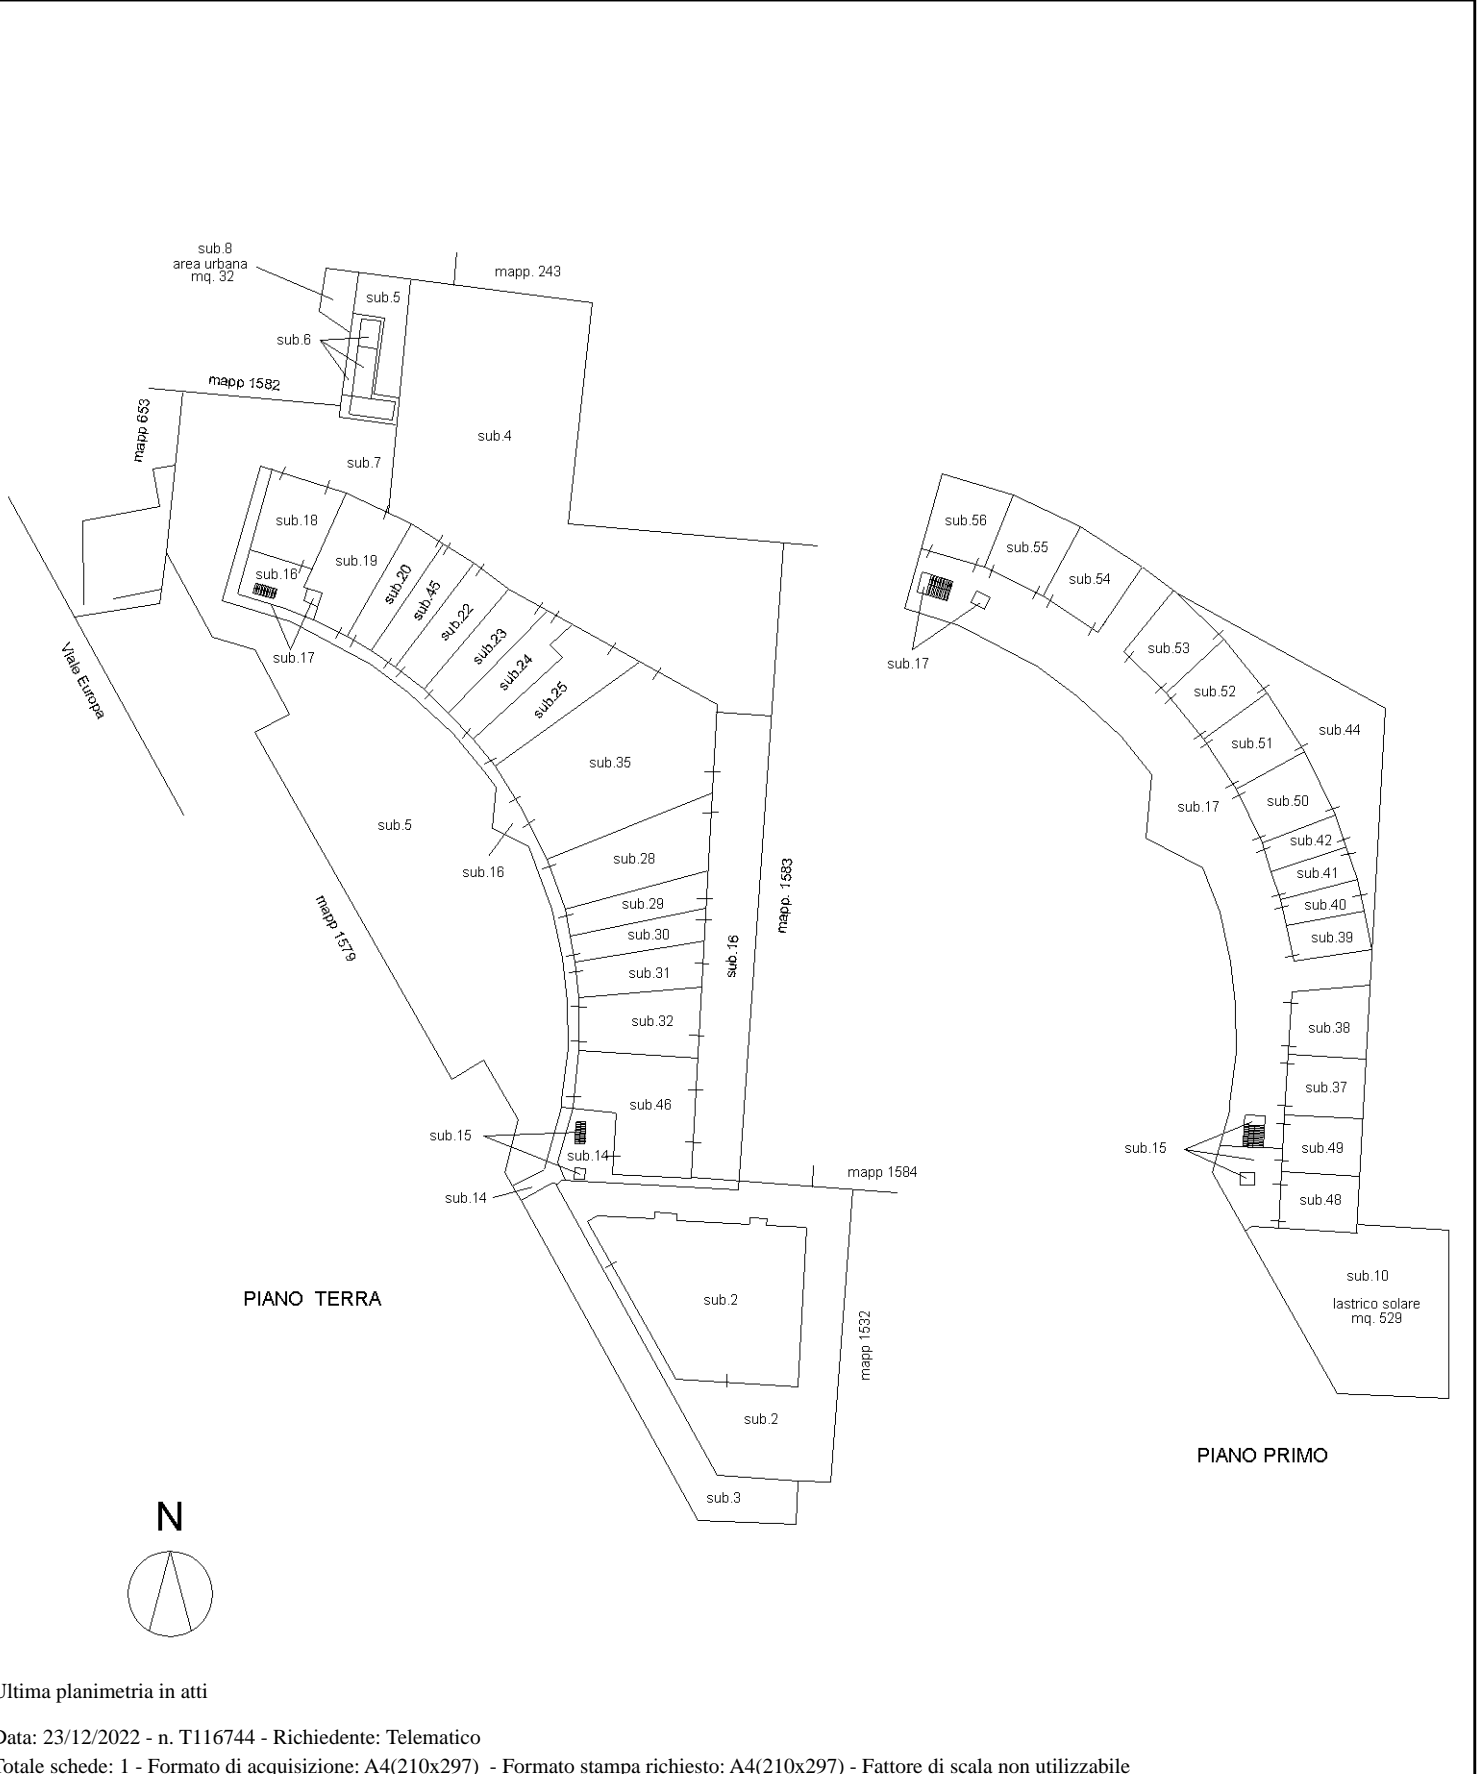 sub.8
area urbana
mq. 32
mapp. 243
sub.5
sub.6
mapp 1582
mapp 653
sub.4
sub.7
sub.18
sub.19
sub.16
sub.20
sub.45
sub.22
sub.23
sub.24
sub.25
sub.17
Viale Europa
sub.35
sub.5
sub.16
sub.28
sub.29
sub.30
sub.31
sub.32
sub.16
mapp. 1583
mapp 1579
sub.46
sub.15
sub.14
sub.14
mapp 1584
sub.2
mapp 1532
sub.2
sub.3
PIANO TERRA
sub.56
sub.55
sub.54
sub.17
sub.53
sub.52
sub.51
sub.44
sub.17
sub.50
sub.42
sub.41
sub.40
sub.39
sub.38
sub.37
sub.15
sub.49
sub.48
sub.10
lastrico solare
mq. 529
PIANO PRIMO
N
Ultima planimetria in atti
Data: 23/12/2022 - n. T116744 - Richiedente: Telematico
Totale schede: 1 - Formato di acquisizione: A4(210x297) - Formato stampa richiesto: A4(210x297) - Fattore di scala non utilizzabile